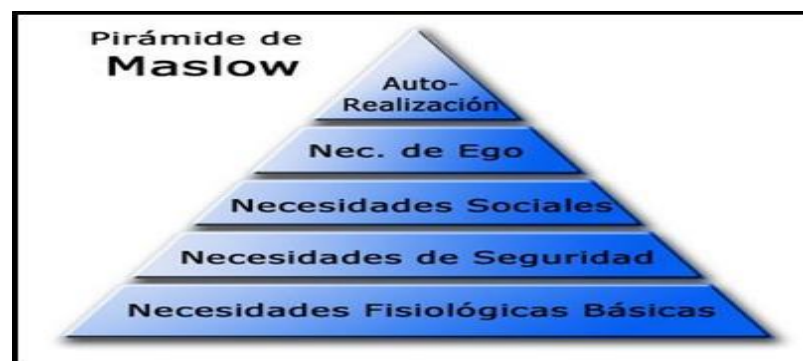 Pirámide de
Maslow
Auto-
Realización
Nec. de Ego
Necesidades Sociales
Necesidades de Seguridad
Necesidades Fisiológicas Básicas